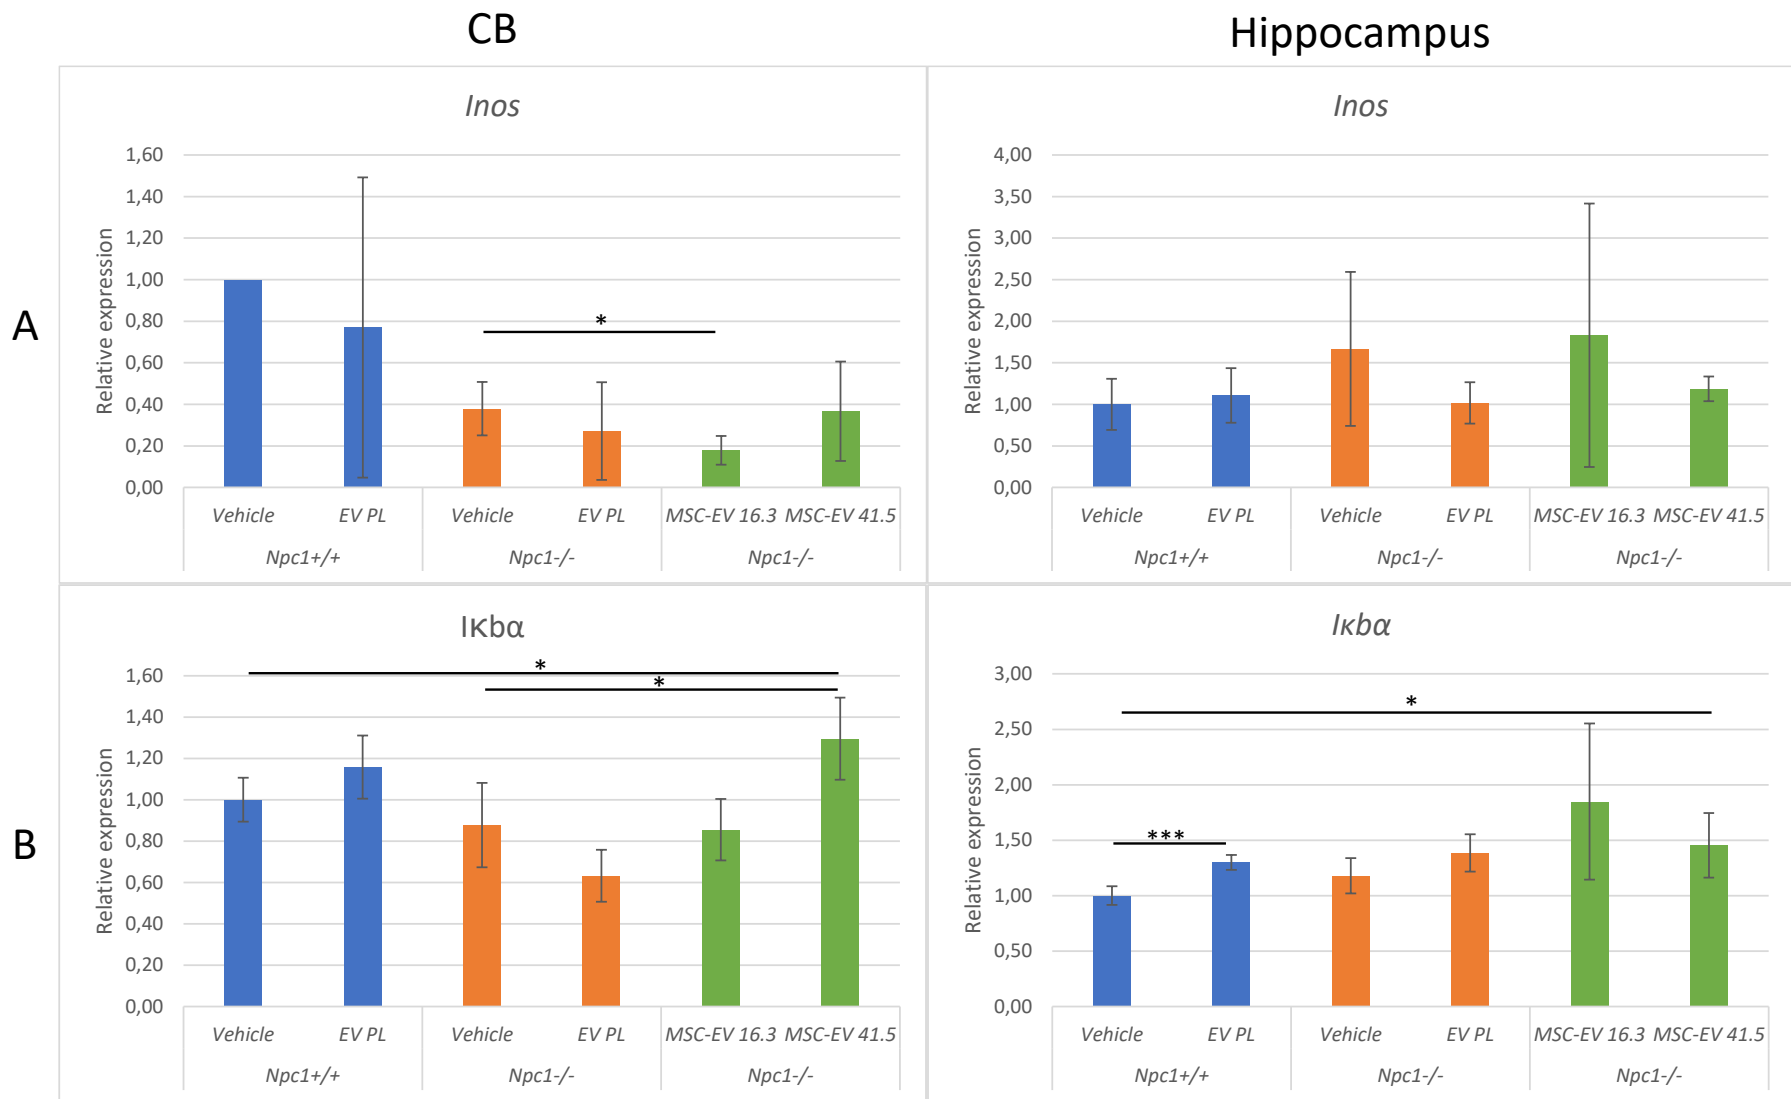 CB
Hippocampus
A
Inos
1,60
1,40
1,20
1,00
0,80
0,60
0,40
0,20
0,00
Relative expression
*
Vehicle EV PL Vehicle EV PL MSC-EV 16.3 MSC-EV 41.5
Npc1+/+ Npc1-/- Npc1-/-
Inos
4,00
3,50
3,00
2,50
2,00
1,50
1,00
0,50
0,00
Relative expression
Vehicle EV PL Vehicle EV PL MSC-EV 16.3 MSC-EV 41.5
Npc1+/+ Npc1-/- Npc1-/-
B
IKbα
1,60
1,40
1,20
1,00
0,80
0,60
0,40
0,20
0,00
Relative expression
*
*
Vehicle EV PL Vehicle EV PL MSC-EV 16.3 MSC-EV 41.5
Npc1+/+ Npc1-/- Npc1-/-
Iκbα
3,00
2,50
2,00
1,50
1,00
0,50
0,00
Relative expression
*
***
Vehicle EV PL Vehicle EV PL MSC-EV 16.3 MSC-EV 41.5
Npc1+/+ Npc1-/- Npc1-/-